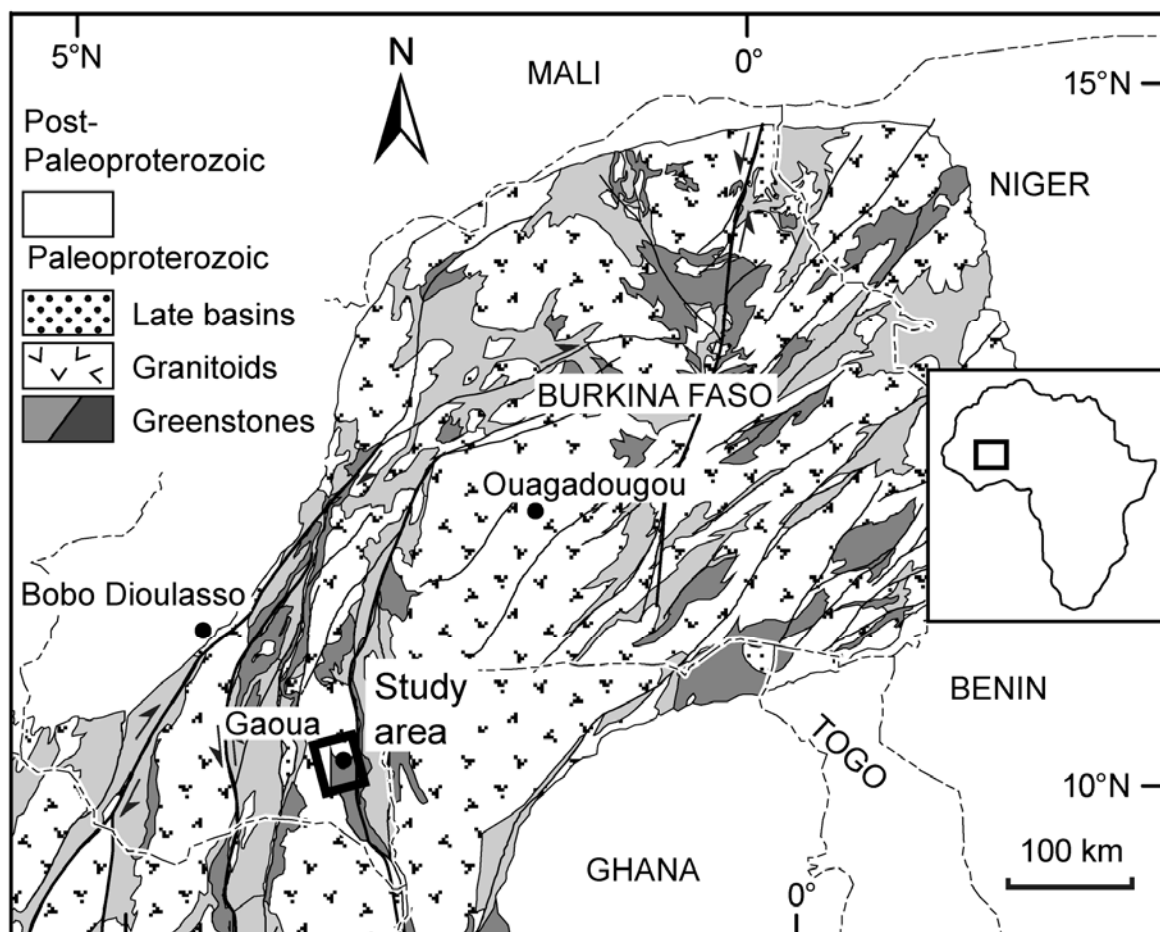 5°N
N
0°
MALI
15°N
Post-
Paleoproterozoic
NIGER
Paleoproterozoic
Late basins
Granitoids
Greenstones
BURKINA FASO
Ouagadougou
Bobo Dioulasso
Study
area
Gaoua
BENIN
TOGO
10°N
GHANA
100 km
0°